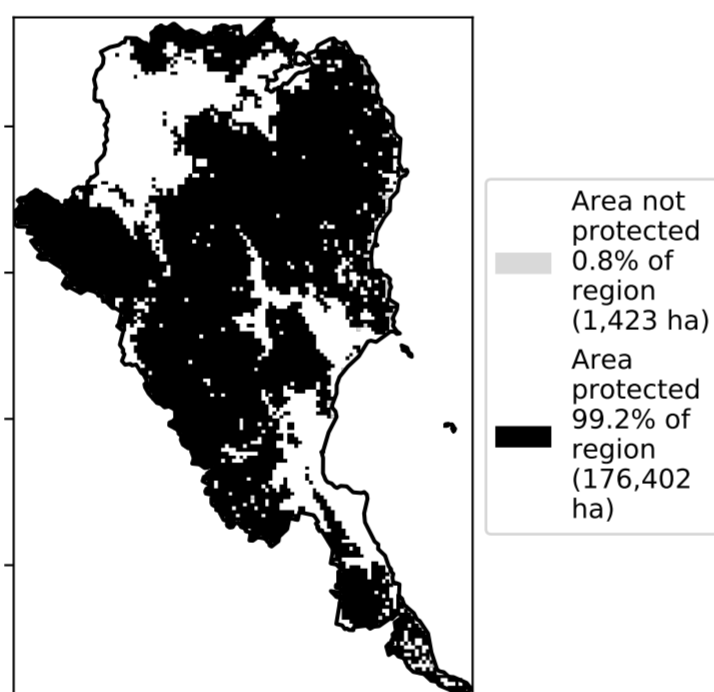 Area not
protected
0.8% of
region
(1,423 ha)
Area
protected
99.2% of
region
(176,402
ha)